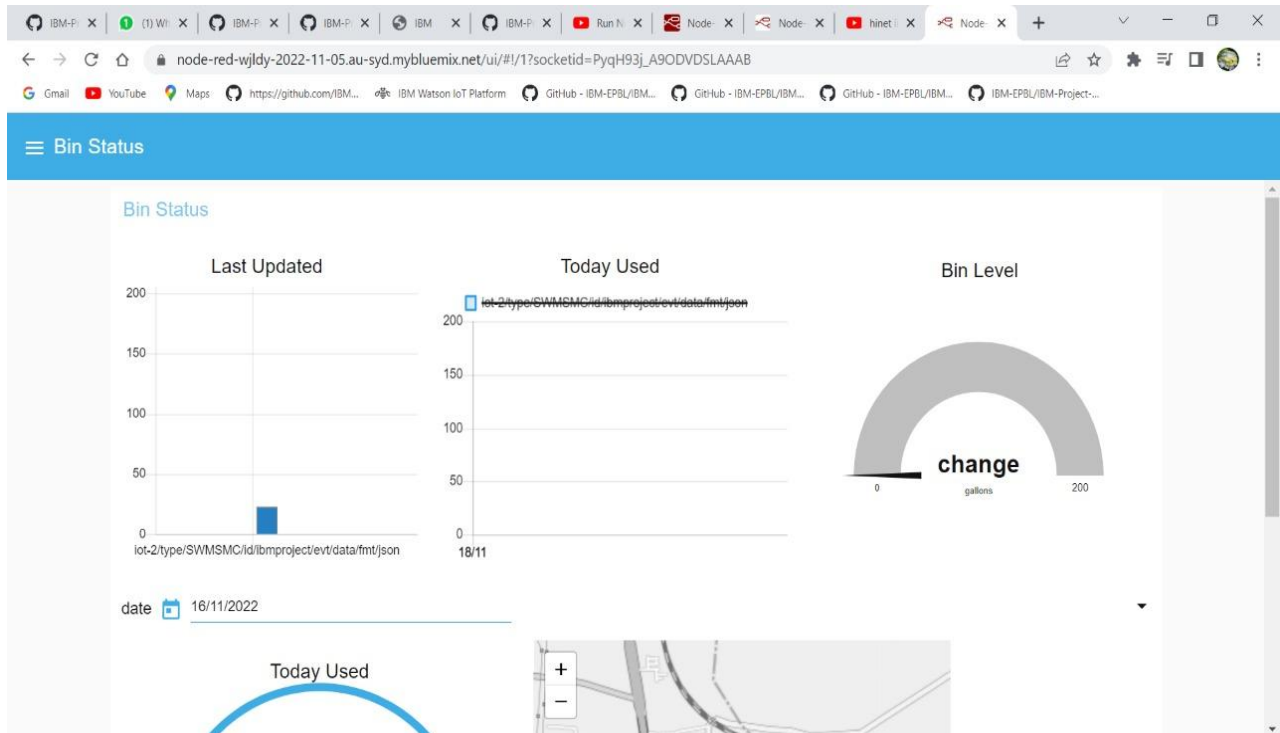 IBM-P
(1) Wh
IBM-P
IBM-P
IBM
IBM-P
Run N
Node-
Node-
hinet i
Node-
node-red-wjldy-2022-11-05.au-syd.mybluemix.net/ui/#!/1?socketid=PyqH93j_A9ODVDSLAAAB
Gmail
YouTube
Maps
https://github.com/IBM...
IBM Watson IoT Platform
GitHub - IBM-EPBL/IBM...
GitHub - IBM-EPBL/IBM...
GitHub - IBM-EPBL/IBM...
IBM-EPBL/IBM-Project-...
Bin Status
Bin Status
Last Updated
200
150
100
50
0
iot-2/type/SWMSMC/id/ibmproject/evt/data/fmt/json
Today Used
iot-2/type/SWMSMC/id/ibmproject/evt/data/fmt/json
200
150
100
50
0
18/11
Bin Level
change
0
gallons
200
date
16/11/2022
Today Used
+
−